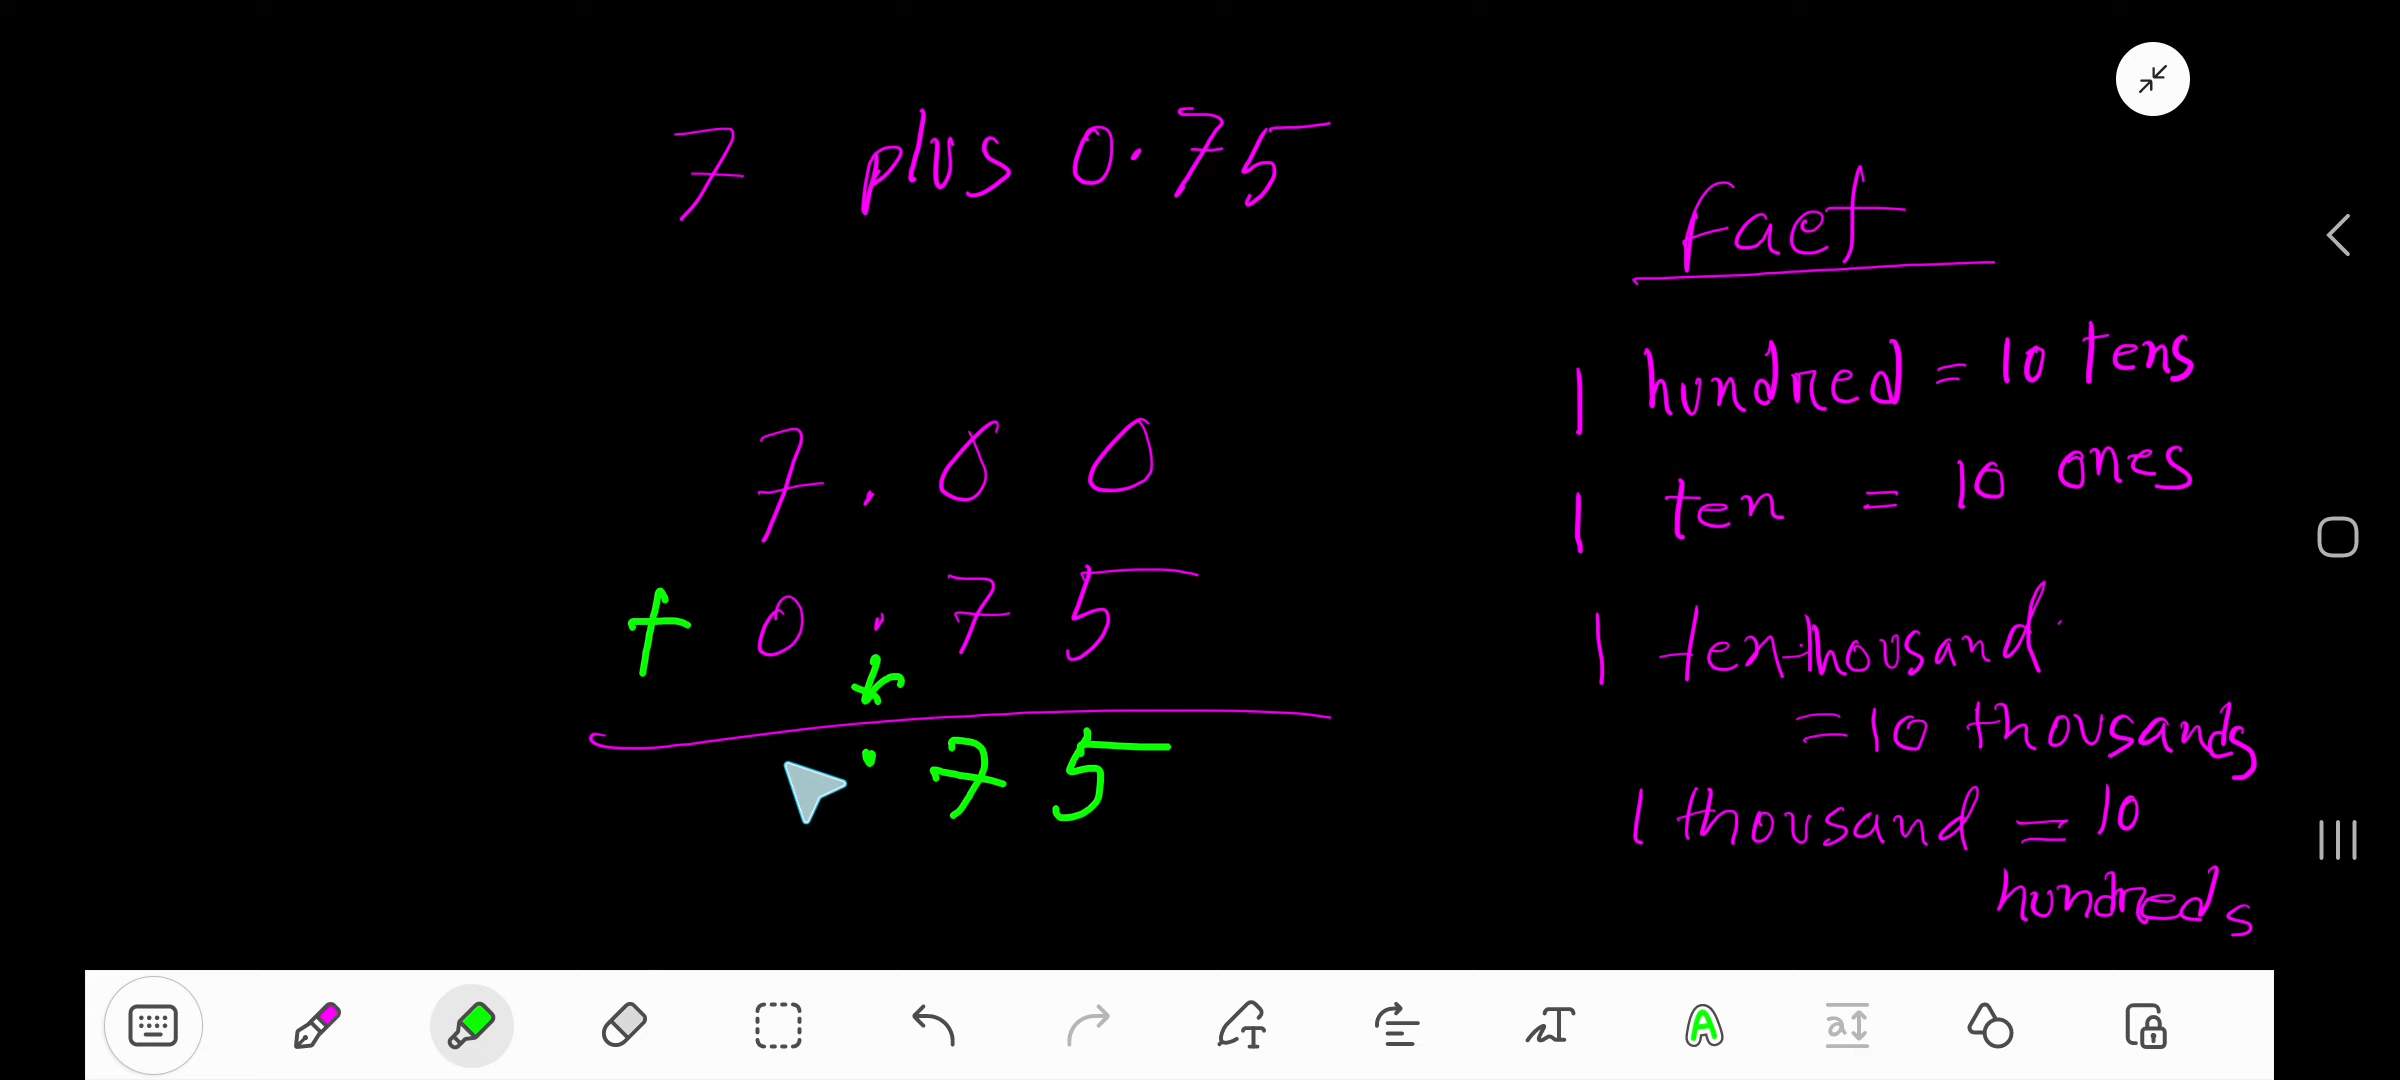 7 plus 0.75
7.00
+ 0.75
.75
Fact
1 hundred = 10 tens
1 ten = 10 ones
1 ten-thousand
= 10 thousands
1 thousand = 10
hundreds